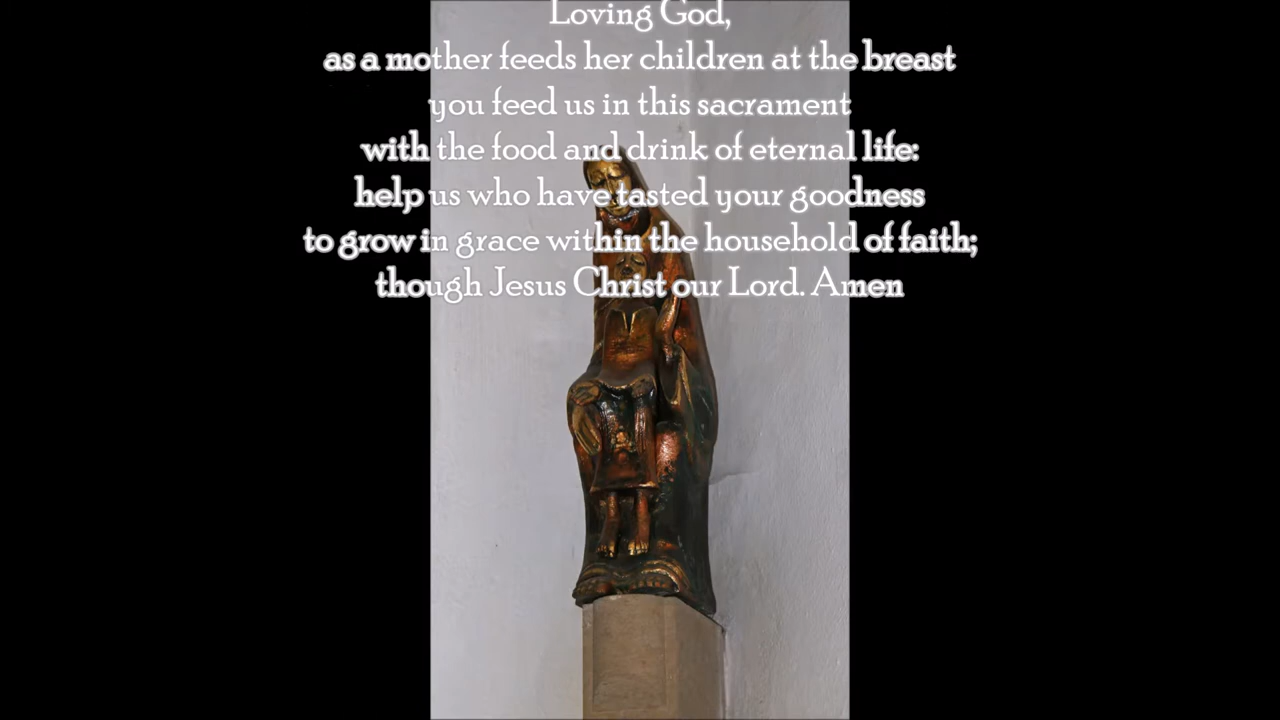 Loving God,
as a mother feeds her children at the breast
you feed us in this sacrament
with the food and drink of eternal life:
help us who have tasted your goodness
to grow in grace within the household of faith;
though Jesus Christ our Lord. Amen